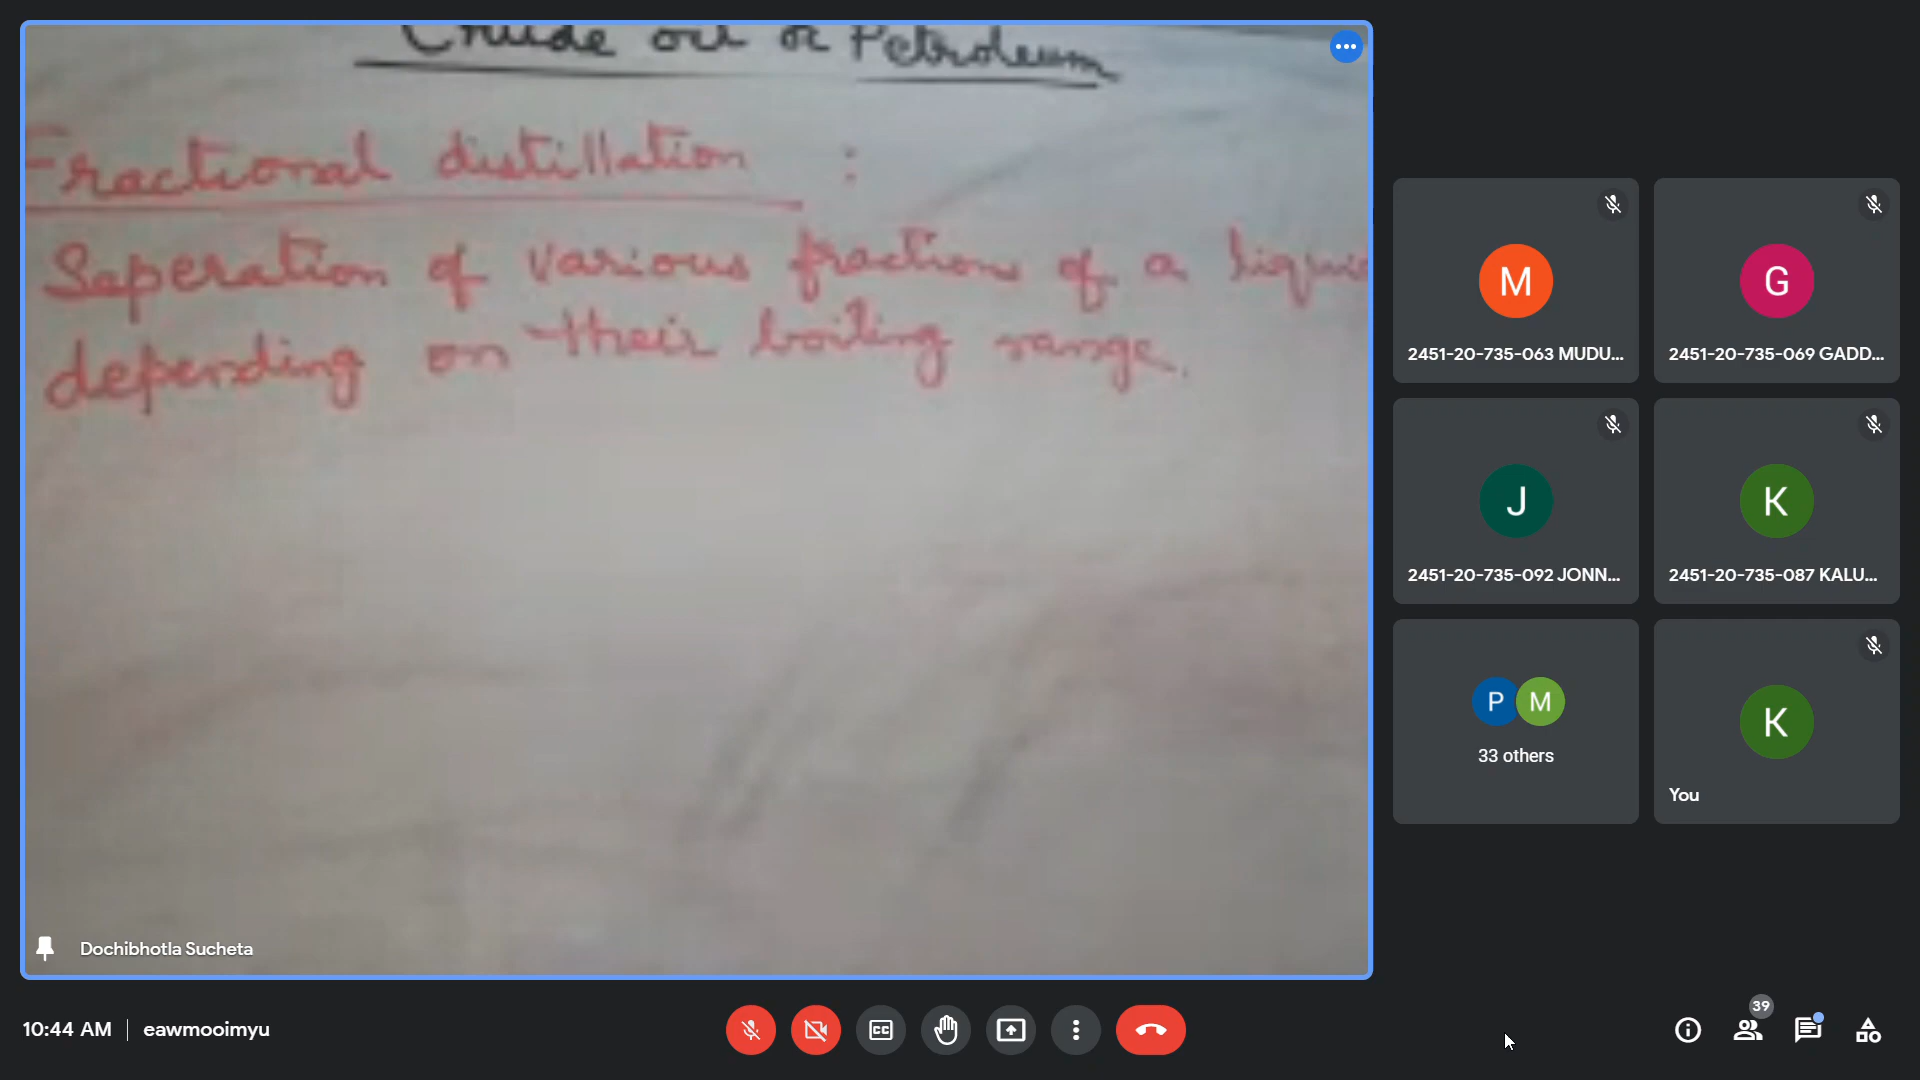 Crude oil or Petroleum
Fractional distillation :
Seperation of various fractions of a liquid
depending on their boiling range.
Dochibhotla Sucheta
M
2451-20-735-063 MUDU...
G
2451-20-735-069 GADD...
J
2451-20-735-092 JONN...
K
2451-20-735-087 KALU...
P M
33 others
K
You
10:44 AM | eawmooimyu
CC
39